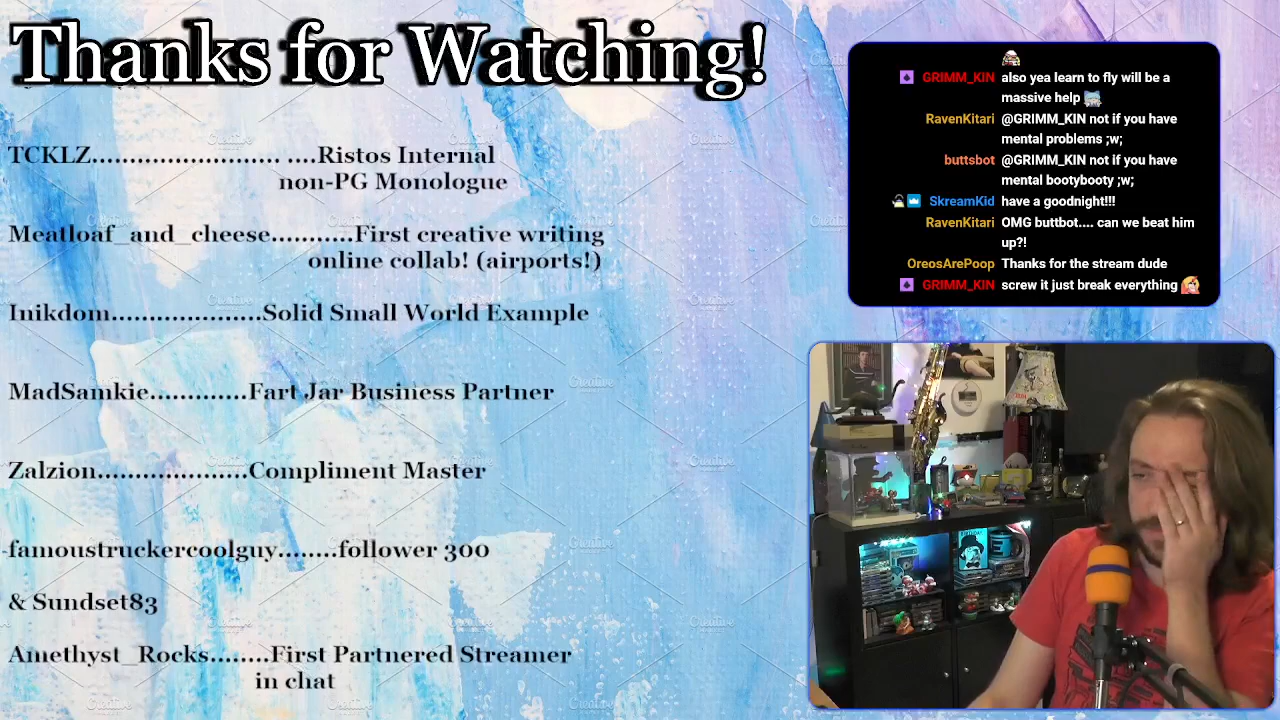 Thanks for Watching!
TCKLZ......................... ....Ristos Internal
non-PG Monologue
Meatloaf_and_cheese...........First creative writing
online collab! (airports!)
Inikdom....................Solid Small World Example
MadSamkie.............Fart Jar Business Partner
Zalzion....................Compliment Master
-famoustruckercoolguy........follower 300
& Sundset83
Amethyst_Rocks........First Partnered Streamer
in chat
GRIMM_KIN also yea learn to fly will be a
massive help
RavenKitari @GRIMM_KIN not if you have
mental problems ;w;
buttsbot @GRIMM_KIN not if you have
mental bootybooty ;w;
SkreamKid have a goodnight!!!
RavenKitari OMG buttbot.... can we beat him
up?!
OreosArePoop Thanks for the stream dude
GRIMM_KIN screw it just break everything
Creative